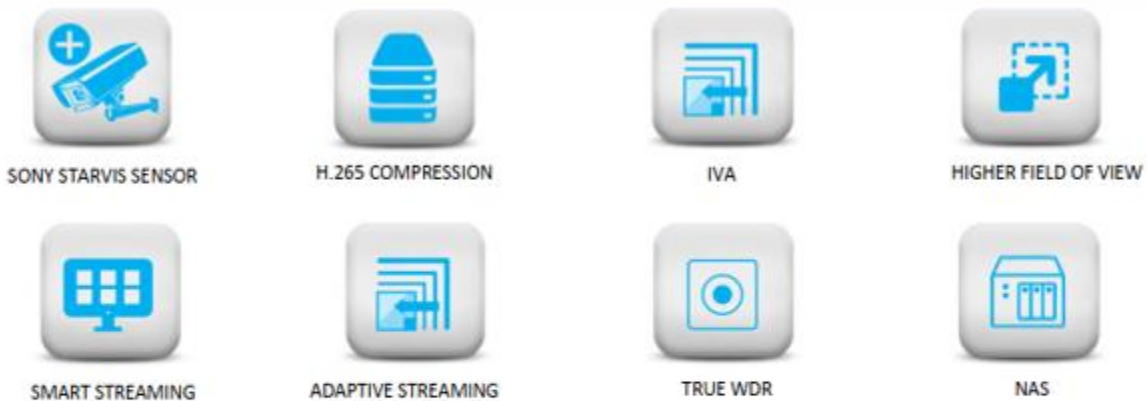 SONY STARVIS SENSOR
H.265 COMPRESSION
IVA
HIGHER FIELD OF VIEW
SMART STREAMING
ADAPTIVE STREAMING
TRUE WDR
NAS